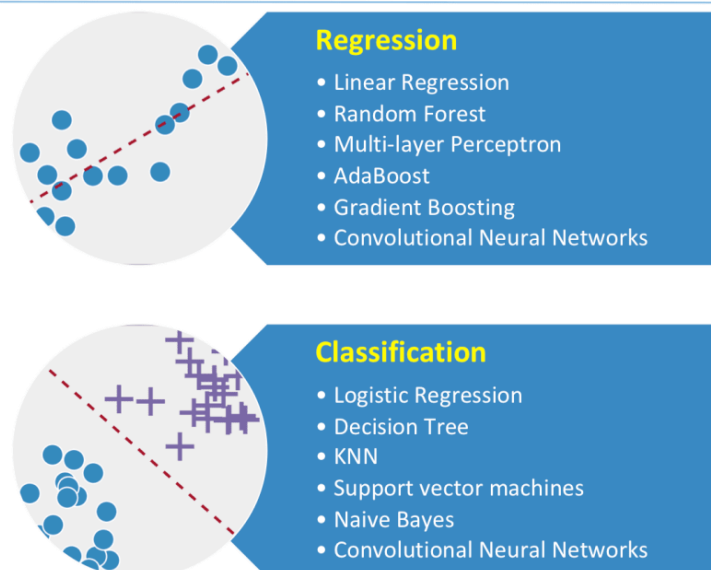 Regression
• Linear Regression
• Random Forest
• Multi-layer Perceptron
• AdaBoost
• Gradient Boosting
• Convolutional Neural Networks
Classification
• Logistic Regression
• Decision Tree
• KNN
• Support vector machines
• Naive Bayes
• Convolutional Neural Networks